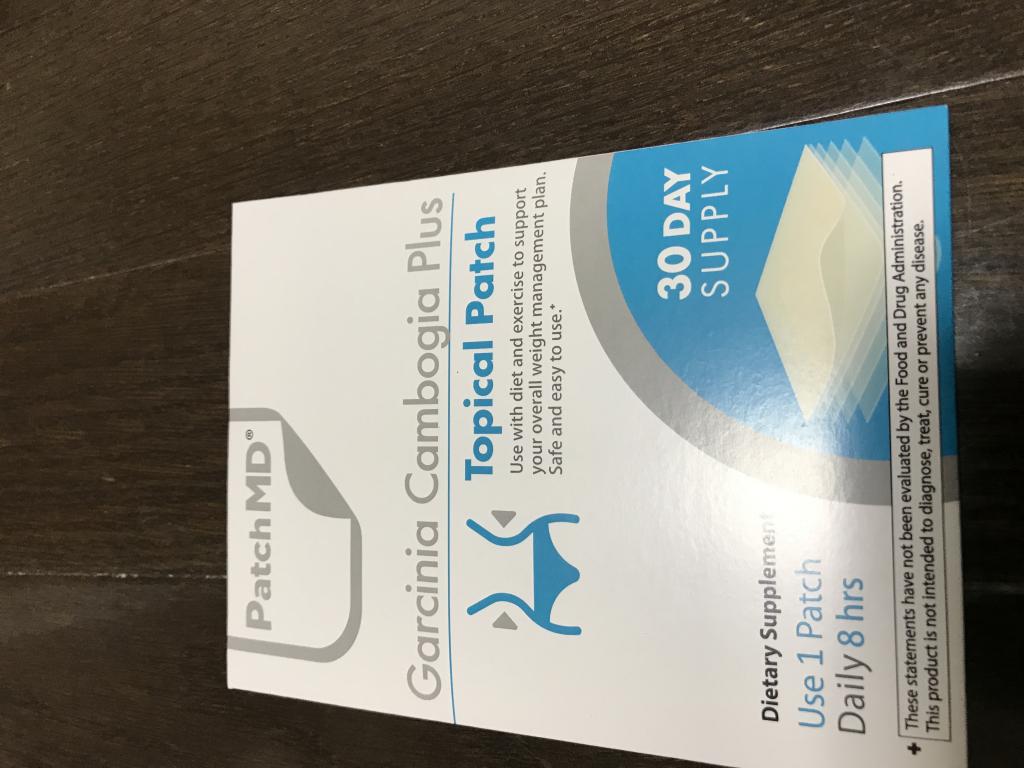 PatchMD®
Garcinia Cambogia Plus
Topical Patch
Use with diet and exercise to support
your overall weight management plan.
Safe and easy to use.+
30 DAY
SUPPLY
Dietary Supplement
Use 1 Patch
Daily 8 hrs
+ These statements have not been evaluated by the Food and Drug Administration.
This product is not intended to diagnose, treat, cure or prevent any disease.